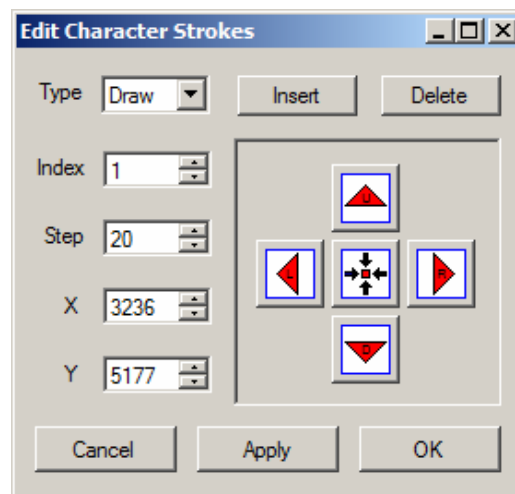 Edit Character Strokes
Type Draw Insert Delete
Index 1
U
Step 20
L R
X 3236
D
Y 5177
Cancel Apply OK